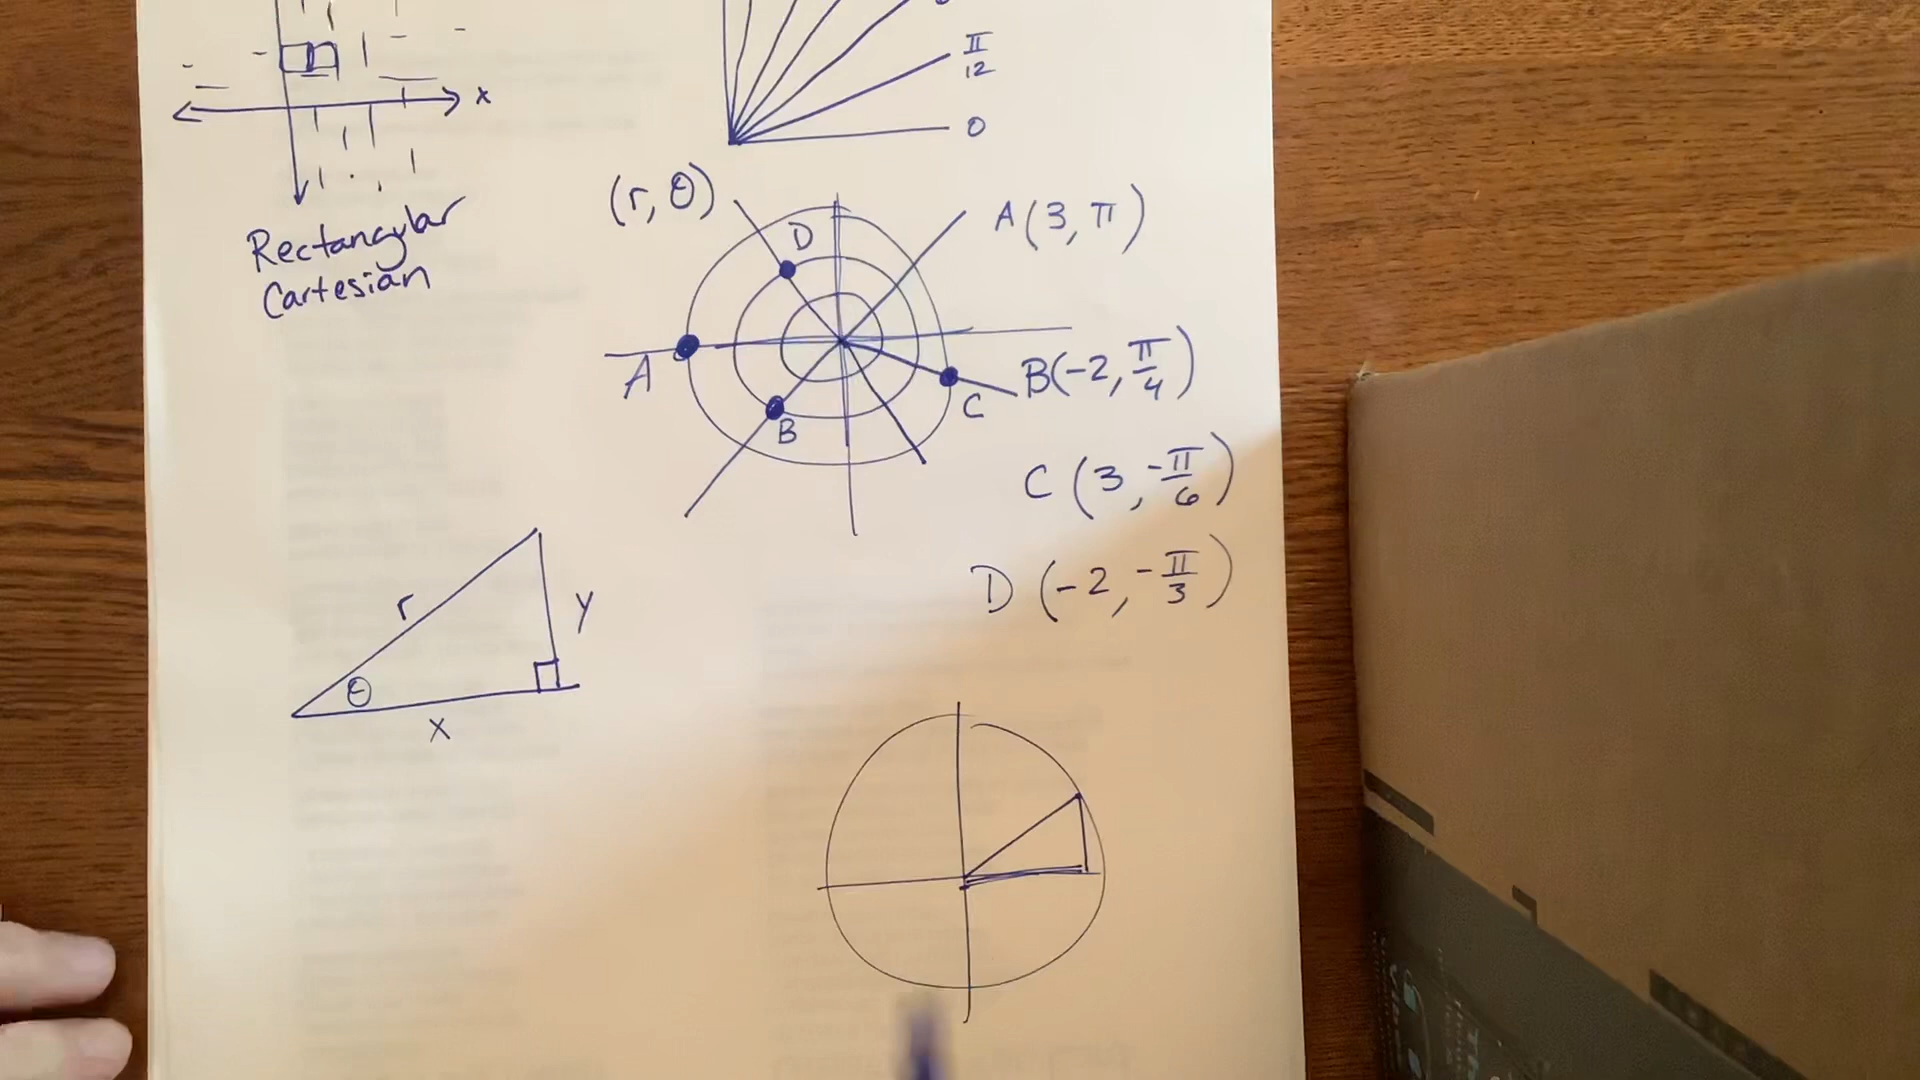 π/12
x
0
(r, θ)
A (3, π)
D
Rectangular
Cartesian
A
B(-2, π/4)
C
B
C (3, -π/6)
D (-2, -π/3)
r
y
θ
x